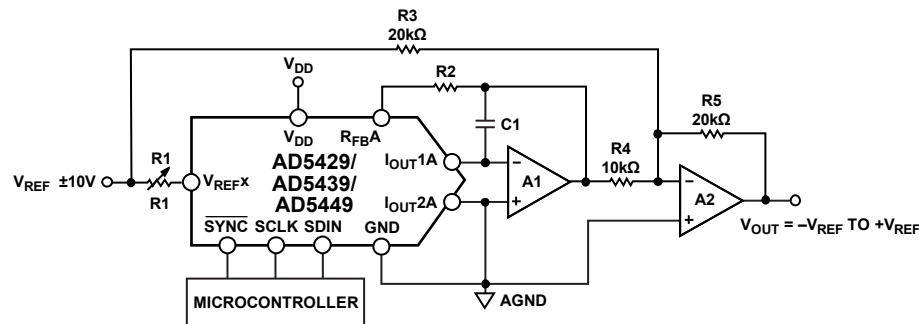 R3
20kΩ
VDD
R2
R5
20kΩ
VDD
RFBA
C1
R1
AD5429/
AD5439/
AD5449
IOUT1A
A1
R4
10kΩ
VREF ±10V
VREFx
R1
IOUT2A
A2
SYNC SCLK SDIN GND
VOUT = –VREF TO +VREF
MICROCONTROLLER
AGND